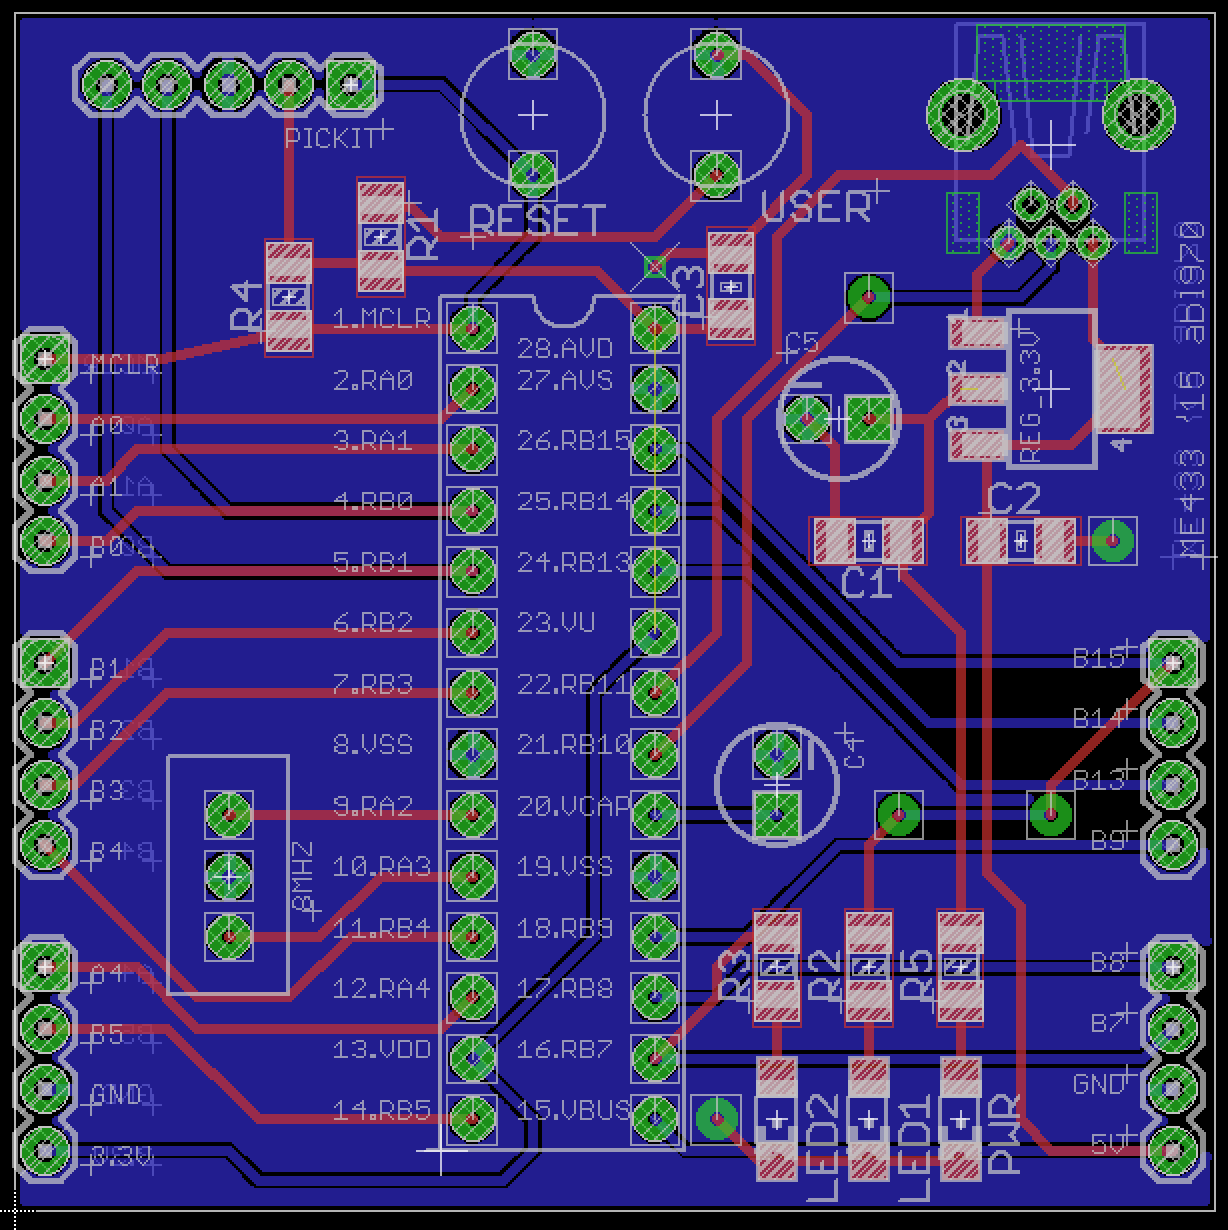 PICKIT
RESET
USER
R1
R4
C3
C5
1.MCLR
28.AVD
2.RA0
27.AVS
3.RA1
26.RB15
4.RB0
25.RB14
5.RB1
24.RB13
6.RB2
23.VU
7.RB3
22.RB11
8.VSS
21.RB10
9.RA2
20.VCAP
10.RA3
19.VSS
11.RB4
18.RB9
12.RA4
17.RB8
13.VDD
16.RB7
14.RB5
15.VBUS
MCLR
A0
A1
B0
B1
B2
B3
B4
A4
B5
GND
3.3V
8MHZ
REG_3.3V
1
2
3
4
C2
C1
C4
B15
B14
B13
B9
B8
B7
GND
5V
R3
R2
R5
LED2
LED1
PWR